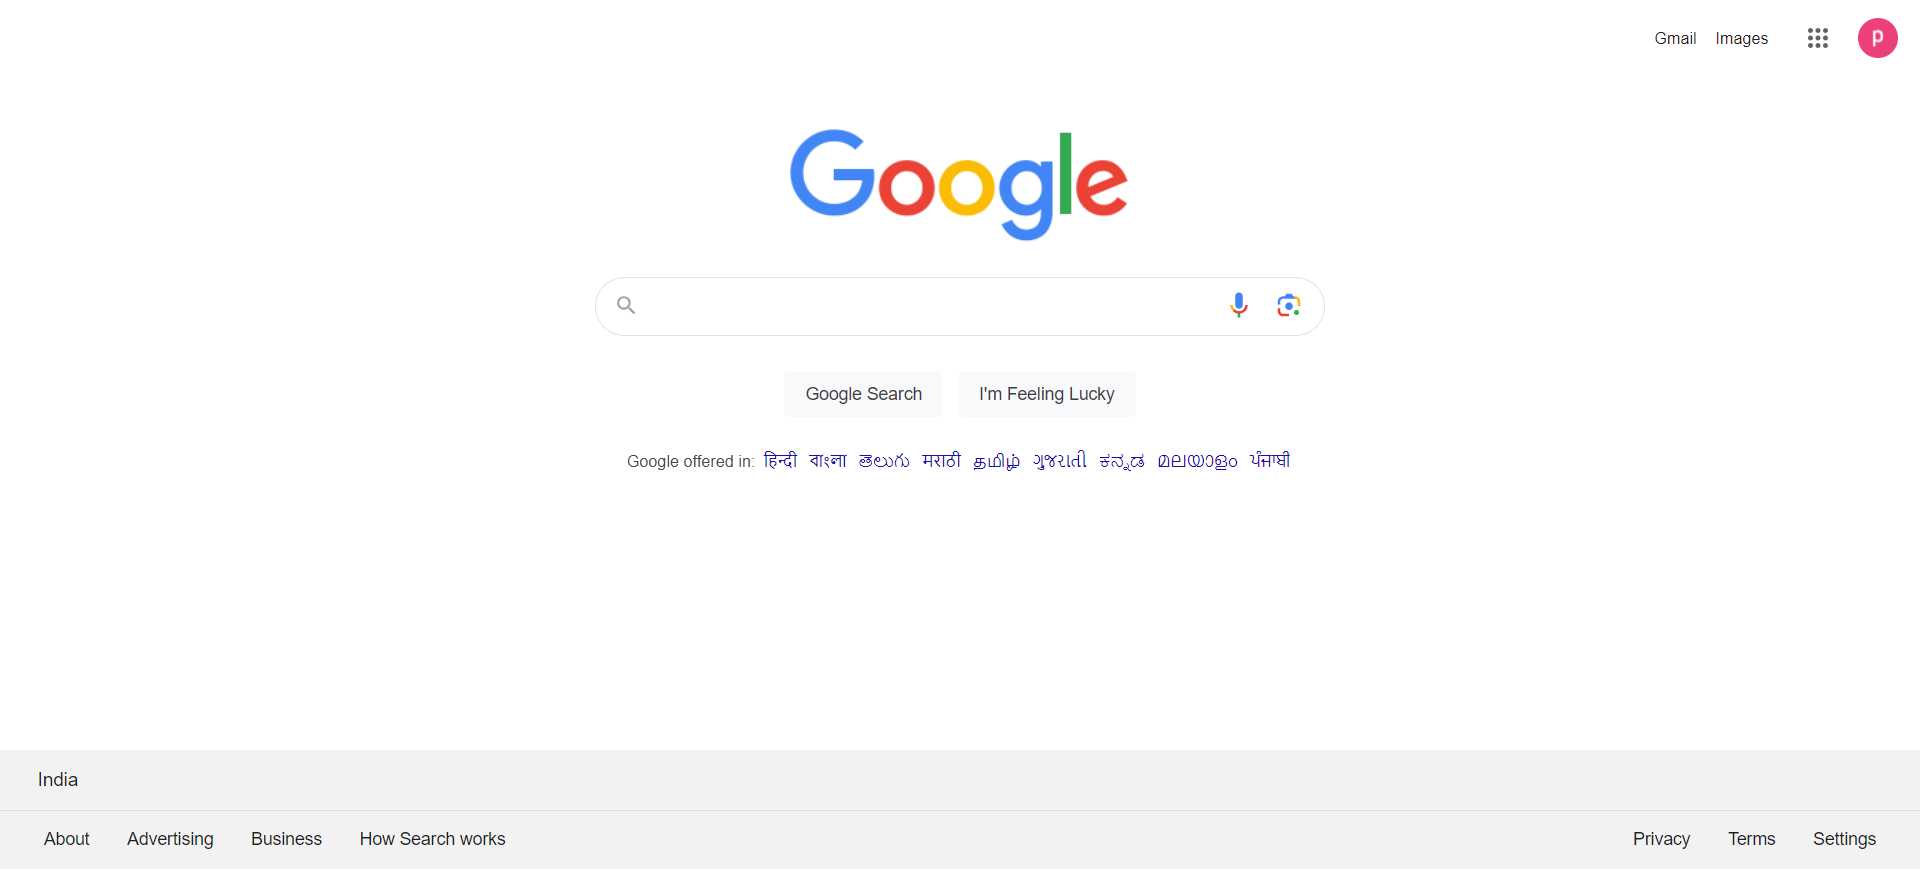 Gmail Images
p
Google
Google Search I'm Feeling Lucky
Google offered in: हिन्दी বাংলা తెలుగు मराठी தமிழ் ગુજરાતી ಕನ್ನಡ മലയാളം ਪੰਜਾਬੀ
India
About Advertising Business How Search works Privacy Terms Settings